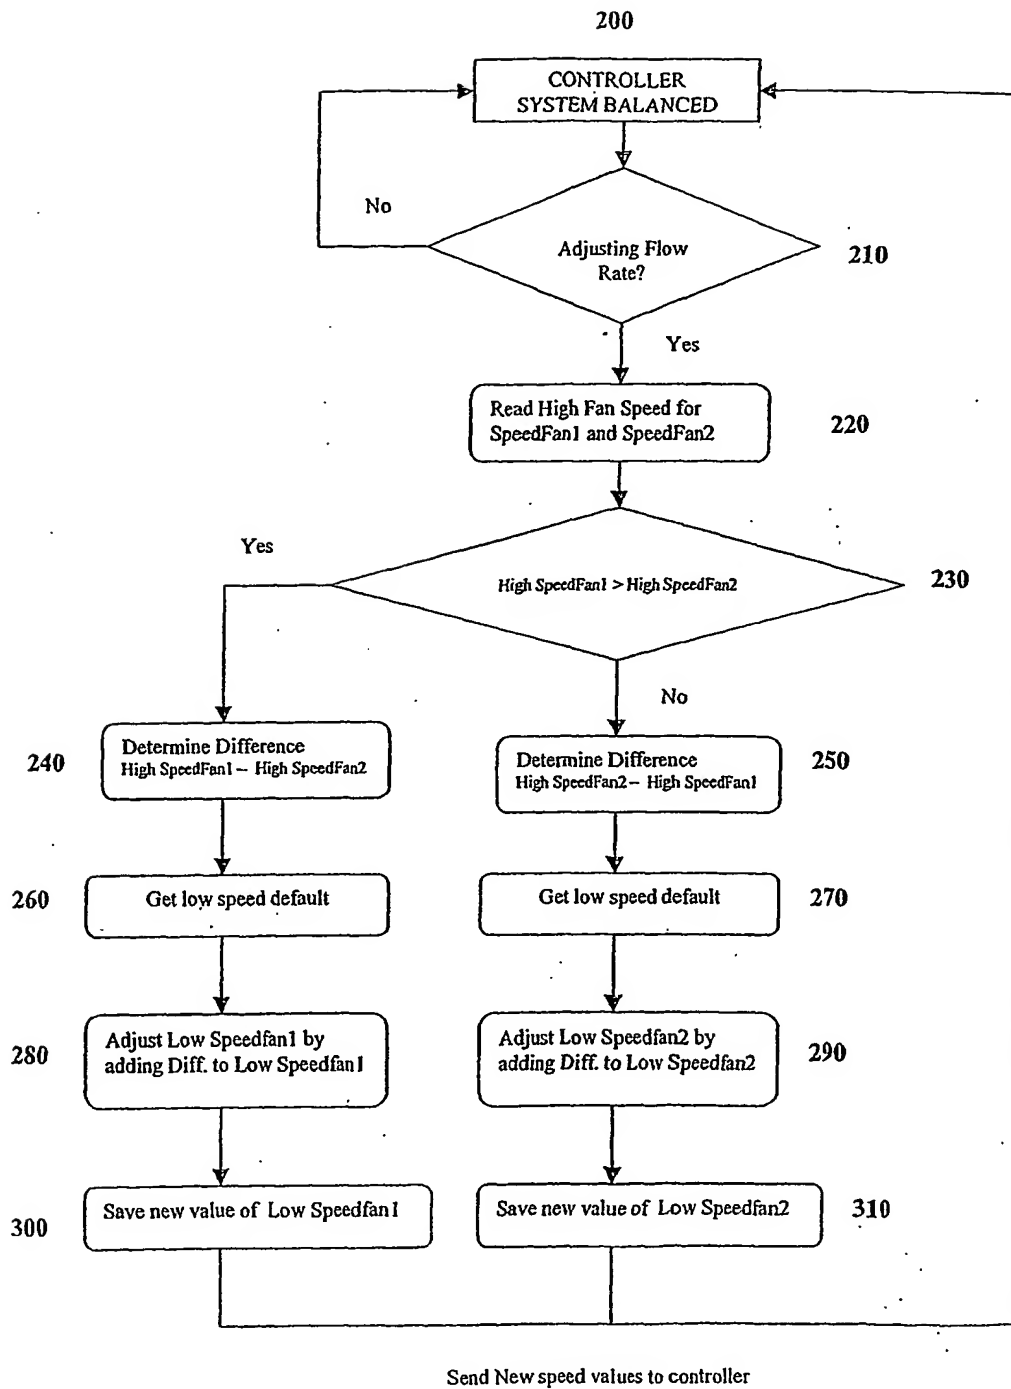 200
CONTROLLER
SYSTEM BALANCED
No
Adjusting Flow
Rate?
210
Yes
Read High Fan Speed for
SpeedFan1 and SpeedFan2
220
Yes
High SpeedFan1 > High SpeedFan2
230
No
240
Determine Difference
High SpeedFan1 – High SpeedFan2
Determine Difference
High SpeedFan2 – High SpeedFan1
250
260
Get low speed default
Get low speed default
270
280
Adjust Low Speedfan1 by
adding Diff. to Low Speedfan1
Adjust Low Speedfan2 by
adding Diff. to Low Speedfan2
290
300
Save new value of Low Speedfan1
Save new value of Low Speedfan2
310
Send New speed values to controller